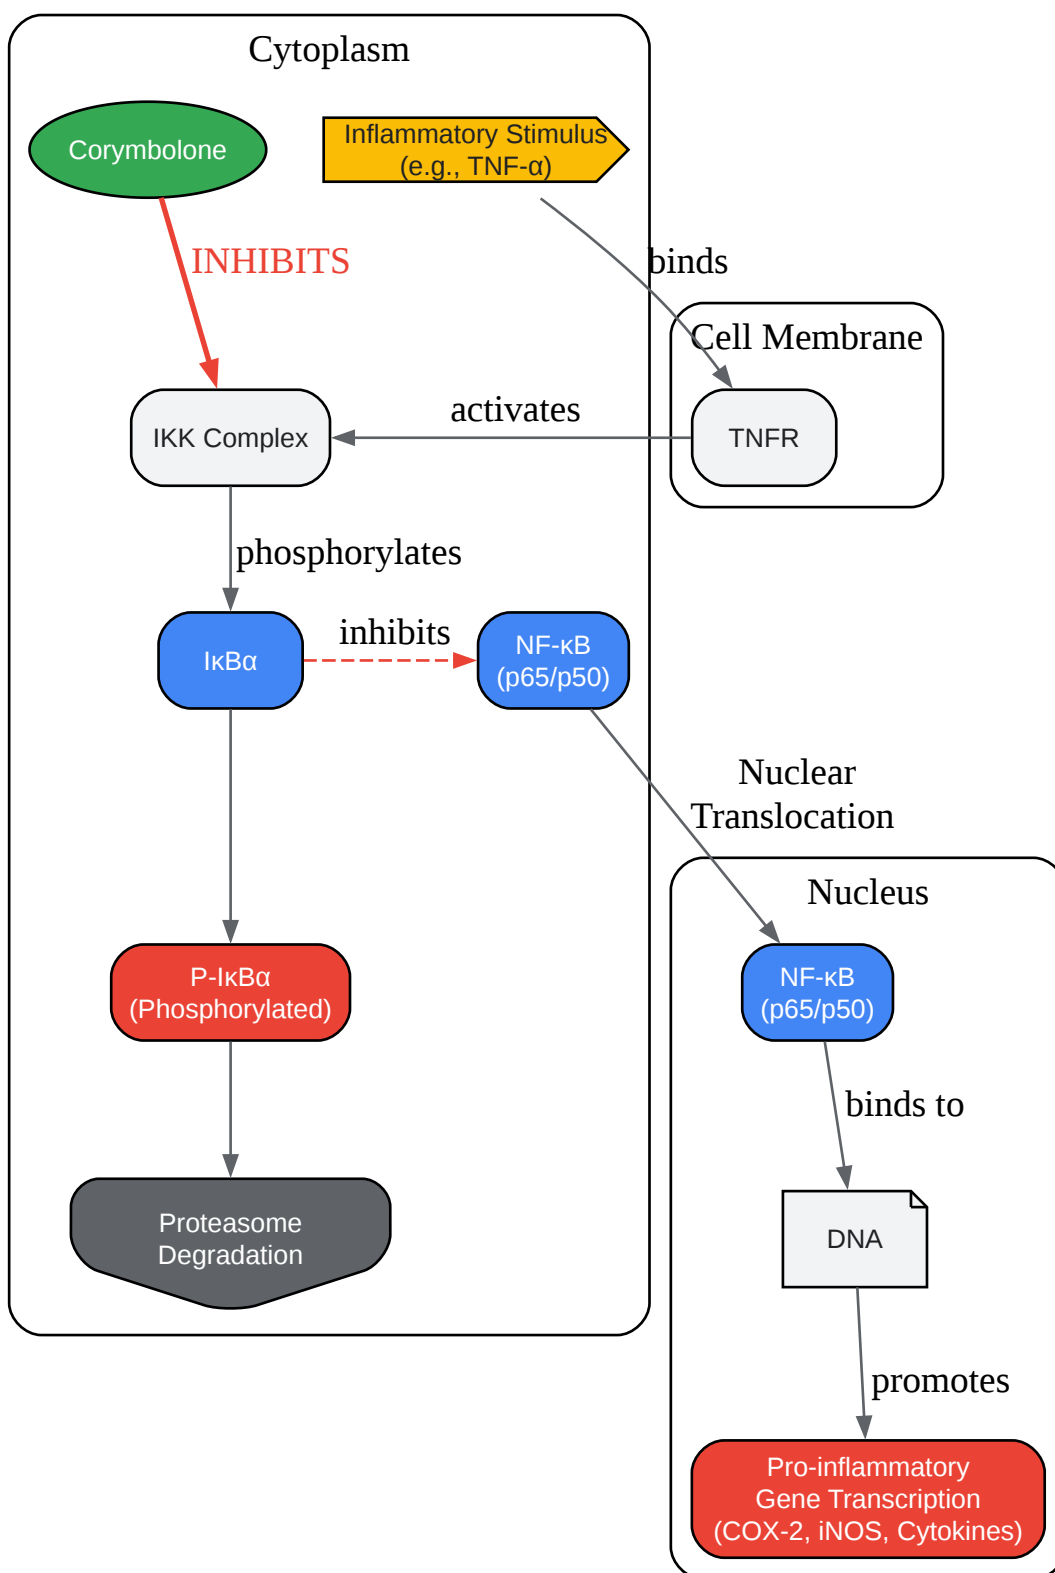 Cytoplasm
Corymbolone
Inflammatory Stimulus
(e.g., TNF-α)
INHIBITS
binds
Cell Membrane
activates
IKK Complex
TNFR
phosphorylates
inhibits
IκBα
NF-κB
(p65/p50)
Nuclear
Translocation
Nucleus
P-IκBα
(Phosphorylated)
NF-κB
(p65/p50)
binds to
Proteasome
Degradation
DNA
promotes
Pro-inflammatory
Gene Transcription
(COX-2, iNOS, Cytokines)